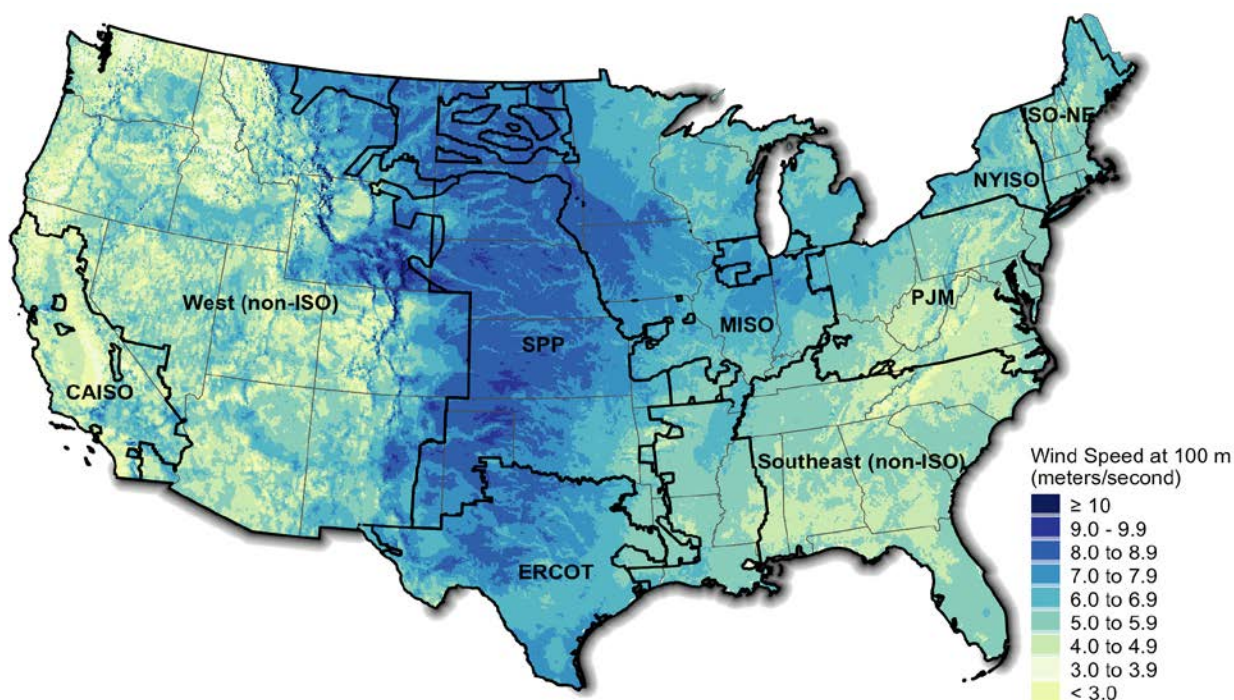 ISO-NE
NYISO
West (non-ISO)
PJM
MISO
SPP
CAISO
Southeast (non-ISO)
ERCOT
Wind Speed at 100 m
(meters/second)
≥ 10
9.0 - 9.9
8.0 to 8.9
7.0 to 7.9
6.0 to 6.9
5.0 to 5.9
4.0 to 4.9
3.0 to 3.9
< 3.0